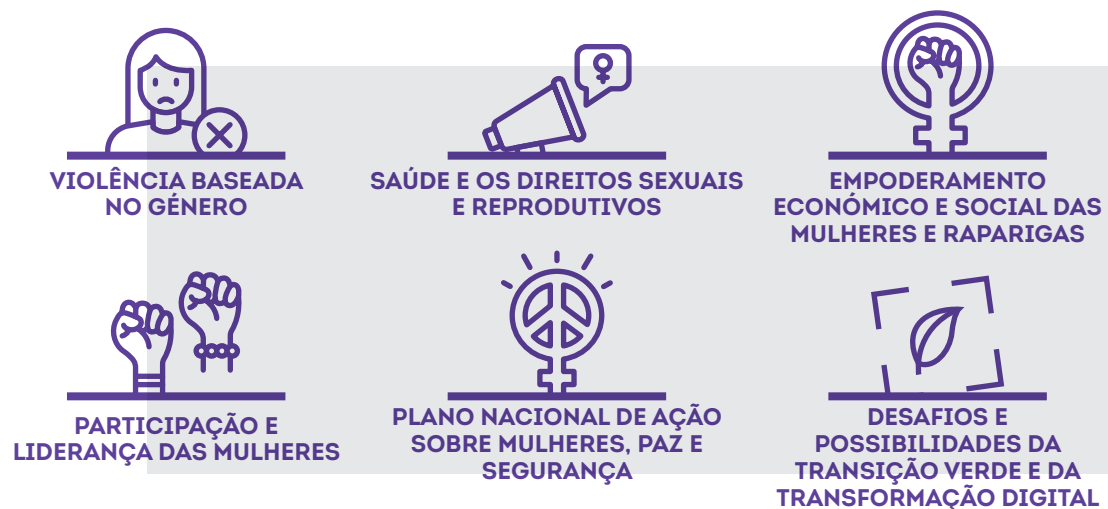 VIOLÊNCIA BASEADA
NO GÉNERO
SAÚDE E OS DIREITOS SEXUAIS
E REPRODUTIVOS
EMPODERAMENTO
ECONÓMICO E SOCIAL DAS
MULHERES E RAPARIGAS
PARTICIPAÇÃO E
LIDERANÇA DAS MULHERES
PLANO NACIONAL DE AÇÃO
SOBRE MULHERES, PAZ E
SEGURANÇA
DESAFIOS E
POSSIBILIDADES DA
TRANSIÇÃO VERDE E DA
TRANSFORMAÇÃO DIGITAL